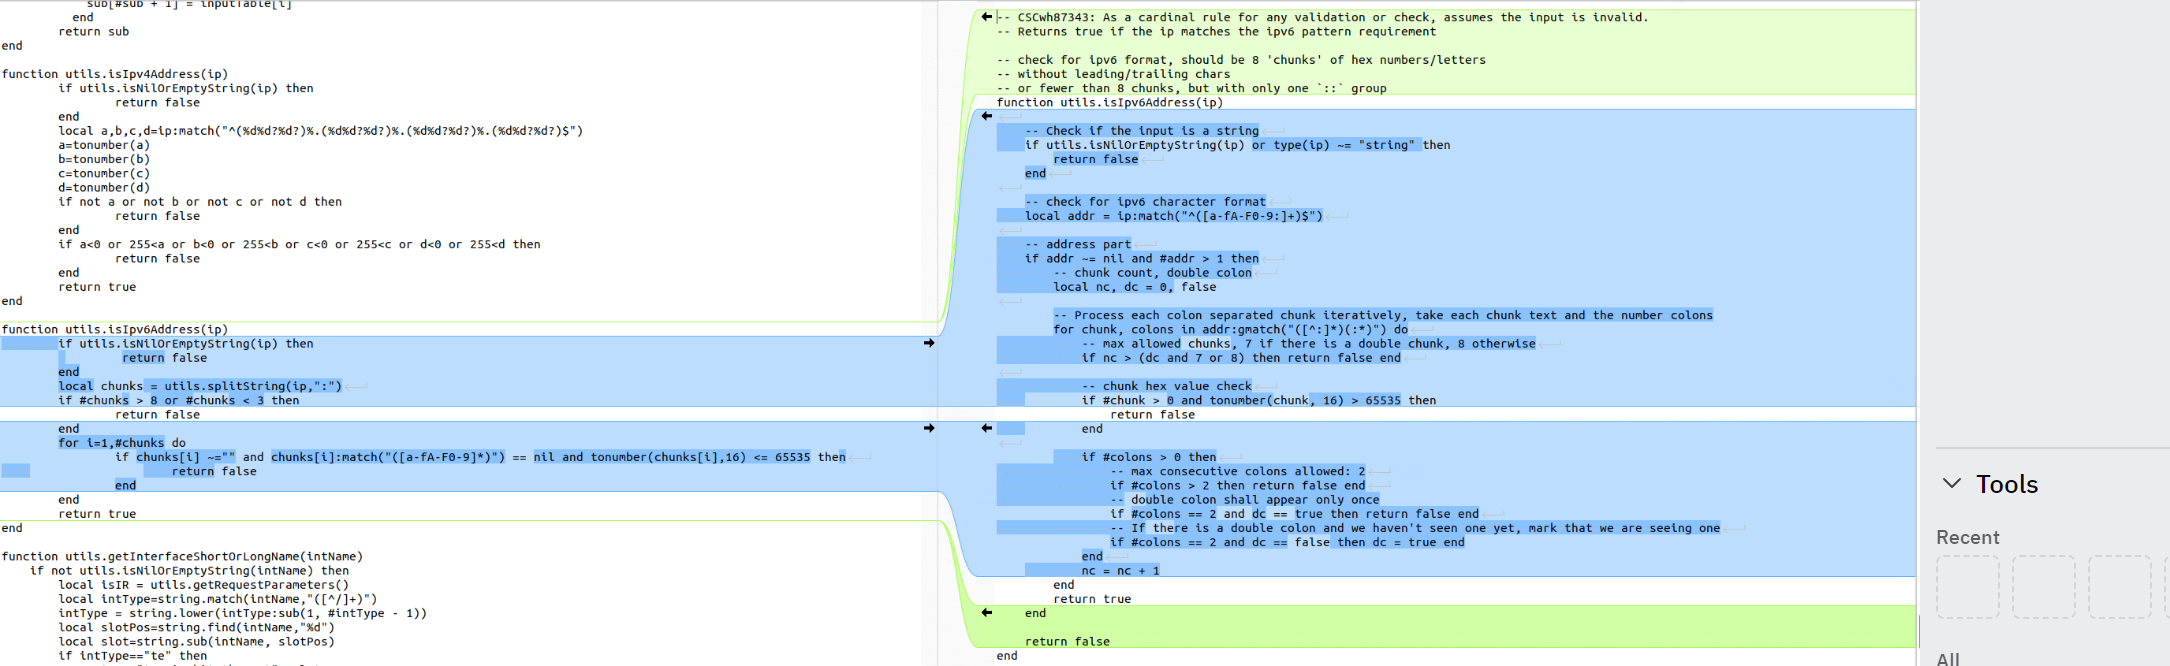 sub[#sub + 1] = inputTable[i]
end
return sub
end
function utils.isIpv4Address(ip)
if utils.isNilOrEmptyString(ip) then
return false
end
local a,b,c,d=ip:match("^(%d%d?%d?)%.(%d%d?%d?)%.(%d%d?%d?)%.(%d%d?%d?)$")
a=tonumber(a)
b=tonumber(b)
c=tonumber(c)
d=tonumber(d)
if not a or not b or not c or not d then
return false
end
if a<0 or 255<a or b<0 or 255<b or c<0 or 255<c or d<0 or 255<d then
return false
end
return true
end
function utils.isIpv6Address(ip)
if utils.isNilOrEmptyString(ip) then
return false
end
local chunks = utils.splitString(ip,":")
if #chunks > 8 or #chunks < 3 then
return false
end
for i=1,#chunks do
if chunks[i] ~="" and chunks[i]:match("([a-fA-F0-9]*)") == nil and tonumber(chunks[i],16) <= 65535 then
return false
end
end
return true
end
function utils.getInterfaceShortOrLongName(intName)
if not utils.isNilOrEmptyString(intName) then
local isIR = utils.getRequestParameters()
local intType=string.match(intName,"([^/]+)")
intType = string.lower(intType:sub(1, #intType - 1))
local slotPos=string.find(intName,"%d")
local slot=string.sub(intName, slotPos)
if intType=="te" then
-- CSCwh87343: As a cardinal rule for any validation or check, assumes the input is invalid.
-- Returns true if the ip matches the ipv6 pattern requirement
-- check for ipv6 format, should be 8 'chunks' of hex numbers/letters
-- without leading/trailing chars
-- or fewer than 8 chunks, but with only one `::` group
function utils.isIpv6Address(ip)
-- Check if the input is a string
if utils.isNilOrEmptyString(ip) or type(ip) ~= "string" then
return false
end
-- check for ipv6 character format
local addr = ip:match("^([a-fA-F0-9:]+)$")
-- address part
if addr ~= nil and #addr > 1 then
-- chunk count, double colon
local nc, dc = 0, false
-- Process each colon separated chunk iteratively, take each chunk text and the number colons
for chunk, colons in addr:gmatch("([^:]*)(:*)") do
-- max allowed chunks, 7 if there is a double chunk, 8 otherwise
if nc > (dc and 7 or 8) then return false end
-- chunk hex value check
if #chunk > 0 and tonumber(chunk, 16) > 65535 then
return false
end
if #colons > 0 then
-- max consecutive colons allowed: 2
if #colons > 2 then return false end
-- double colon shall appear only once
if #colons == 2 and dc == true then return false end
-- If there is a double colon and we haven't seen one yet, mark that we are seeing one
if #colons == 2 and dc == false then dc = true end
end
nc = nc + 1
end
return true
end
return false
end
Tools
Recent
All